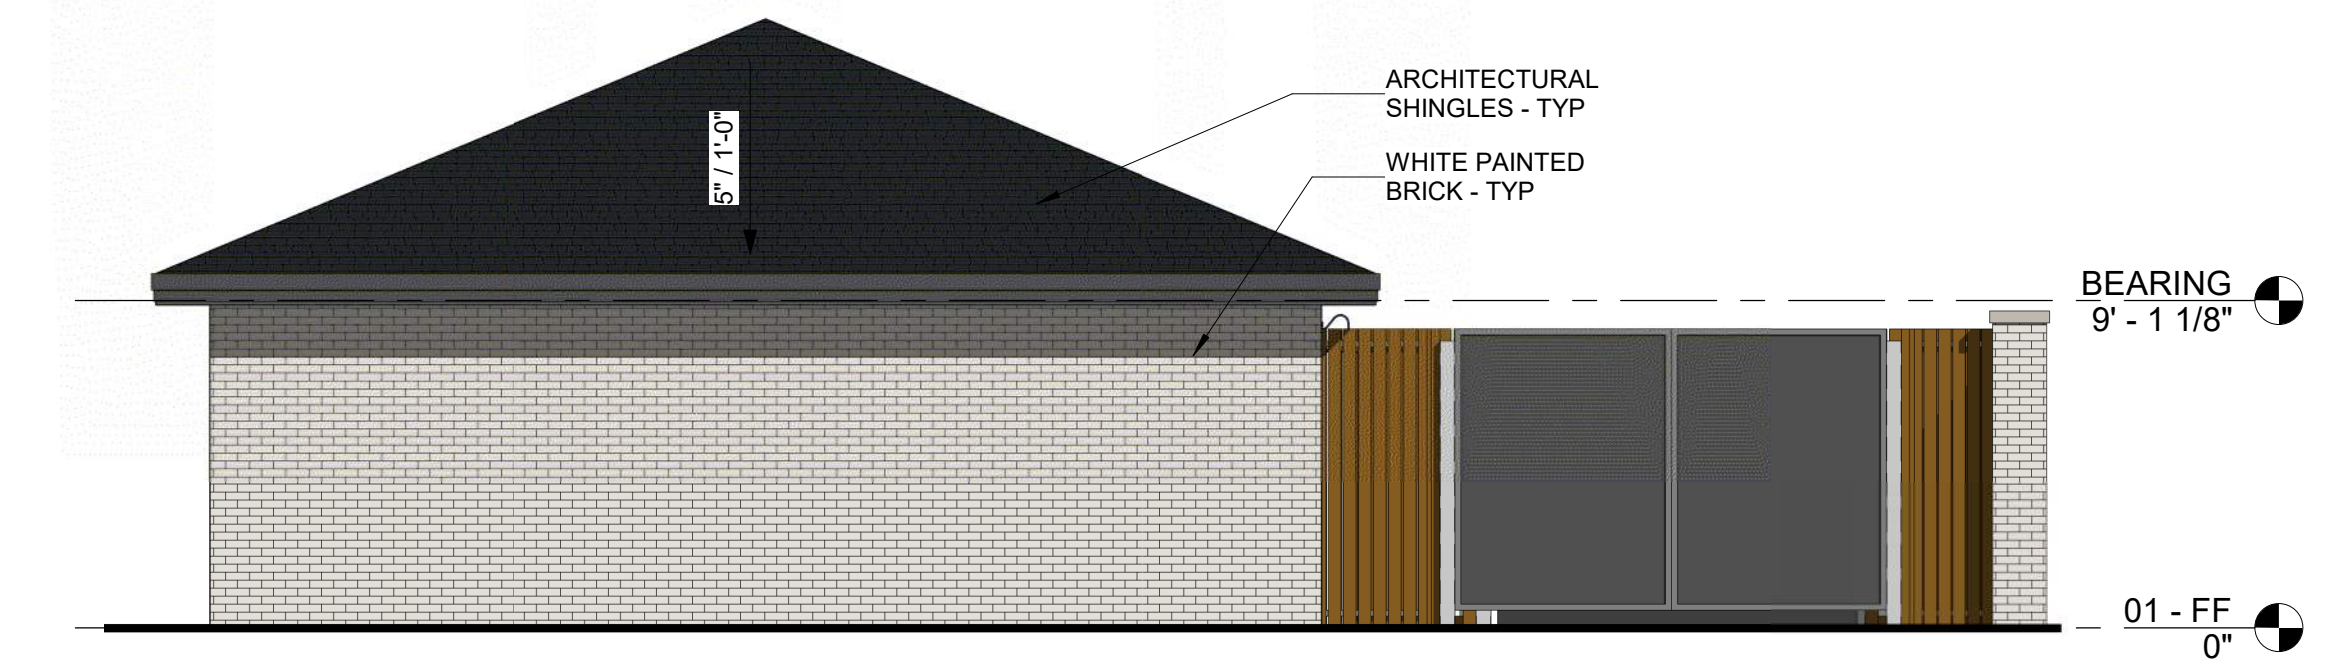 ARCHITECTURAL
SHINGLES - TYP
5" / 1'-0"
WHITE PAINTED
BRICK - TYP
BEARING
9' - 1 1/8"
01 - FF
0"